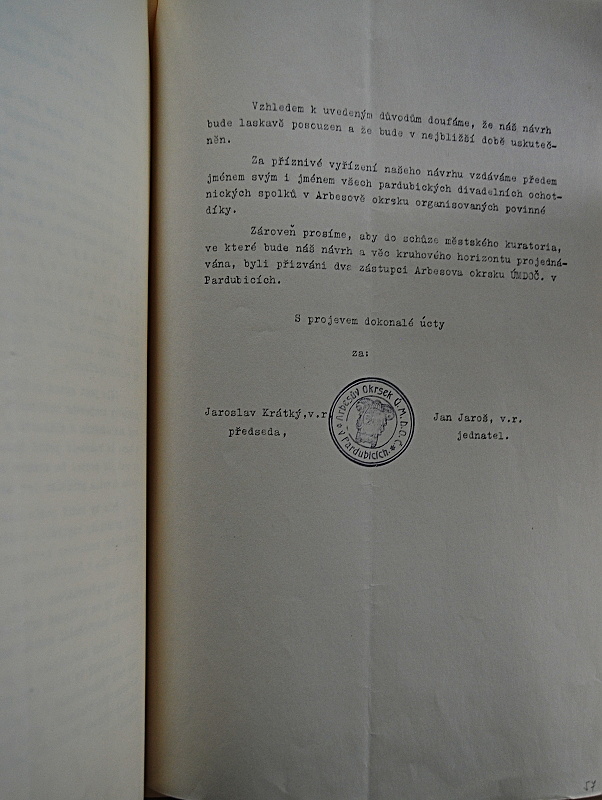 Vzhledem k uvedeným důvodům doufáme, že náš návrh
bude laskavě posouzen a že bude v nejbližší době uskuteč-
něn.
Za příznivé vyřízení našeho návrhu vzdáváme předem
jménem svým i jménem všech pardubických divadelních ochot-
nických spolků v Arbesově okrsku organisovaných povinné
díky.
Zároveň prosíme, aby do schůze městského kuratoria,
ve které bude náš návrh a věc kruhového horizontu projedná-
vána, byli přizváni dva zástupci Arbesova okrsku ÚMDOČ. v
Pardubicích.
S projevem dokonalé úcty
za:
Jaroslav Krátký,v.r.
předseda,
Arbesův Okrsek Ú.M.D.O.Č.
v Pardubicích.
Jan Jaroš, v.r.
jednatel.
57